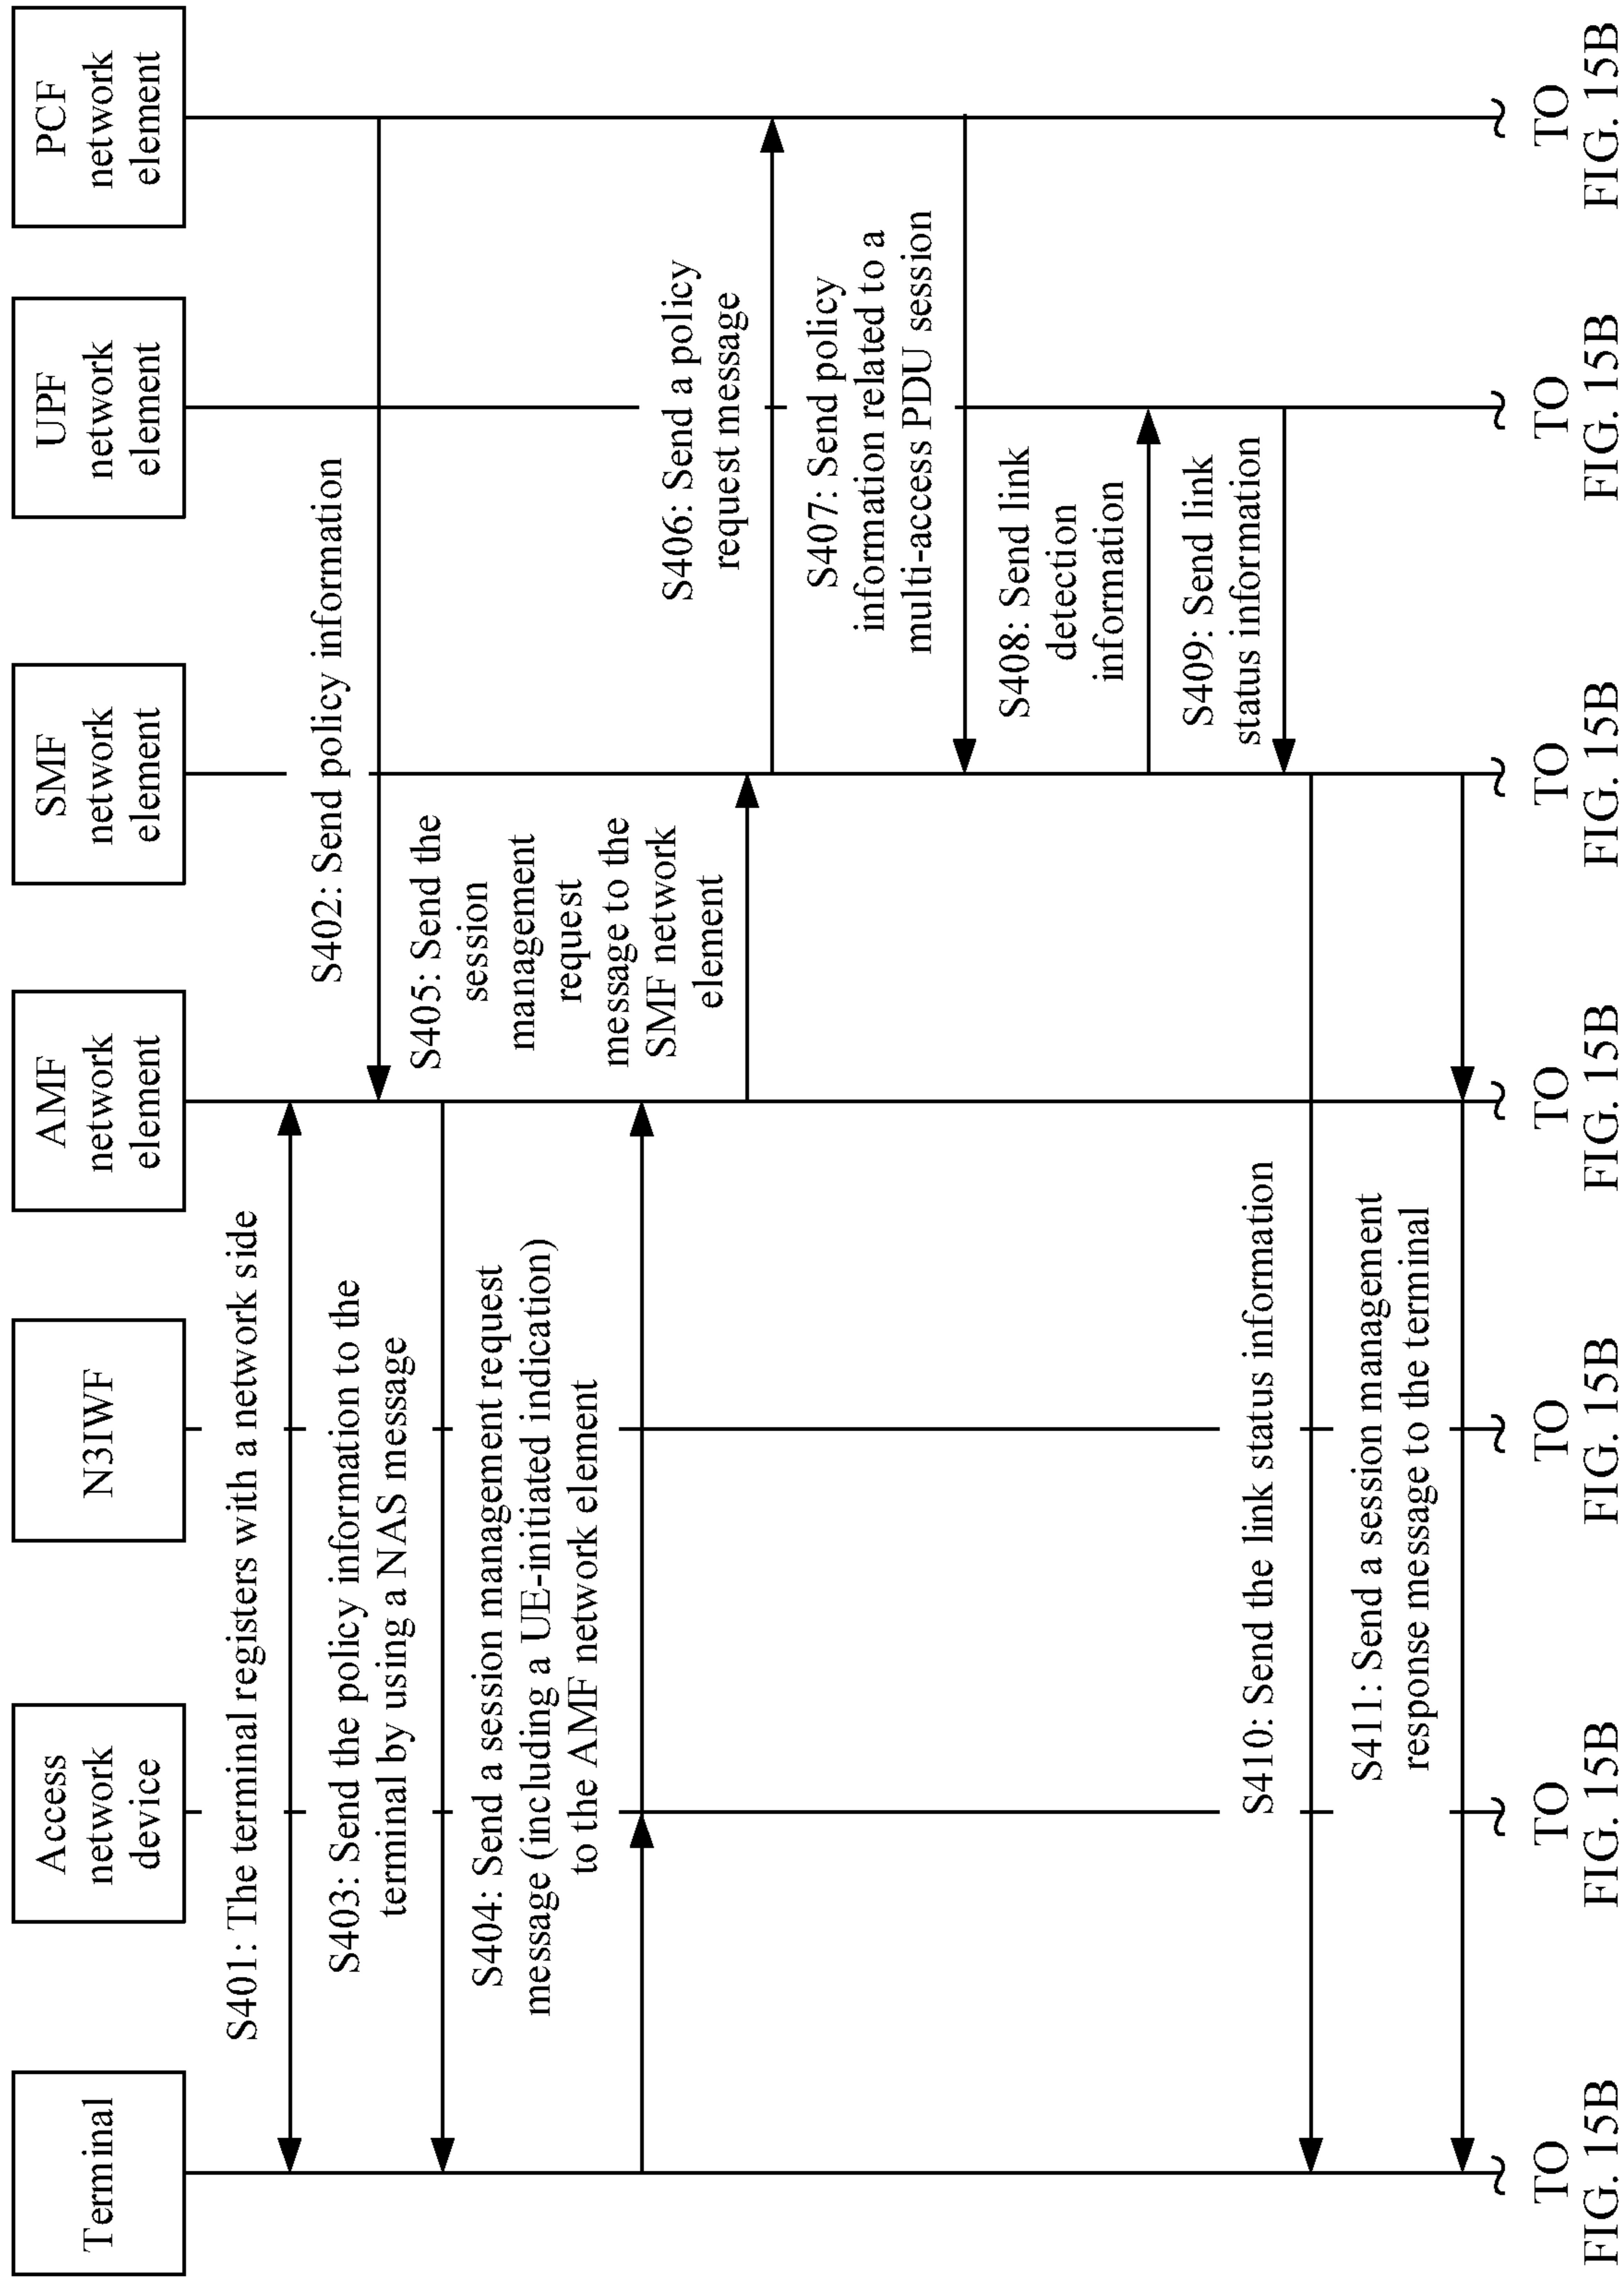 Terminal
Access
network
device
N3IWF
AMF
network
element
SMF
network
element
UPF
network
element
PCF
network
element
S401: The terminal registers with a network side
S402: Send policy information
S403: Send the policy information to the
terminal by using a NAS message
S404: Send a session management request
message (including a UE-initiated indication)
to the AMF network element
S405: Send the
session
management
request
message to the
SMF network
element
S406: Send a policy
request message
S407: Send policy
information related to a
multi-access PDU session
S408: Send link
detection
information
S409: Send link
status information
S410: Send the link status information
S411: Send a session management
response message to the terminal
TO
FIG. 15B
TO
FIG. 15B
TO
FIG. 15B
TO
FIG. 15B
TO
FIG. 15B
TO
FIG. 15B
TO
FIG. 15B